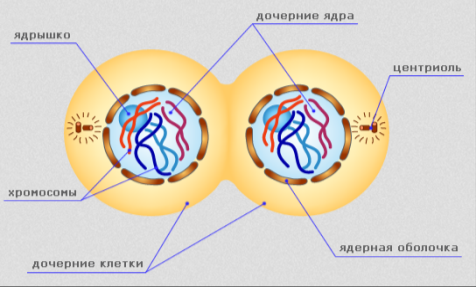 дочерние ядра
ядрышко
центриоль
хромосомы
ядерная оболочка
дочерние клетки